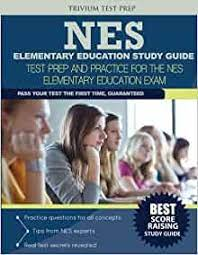 TRIVIUM TEST PREP
NES
ELEMENTARY EDUCATION STUDY GUIDE
TEST PREP AND PRACTICE FOR THE NES
ELEMENTARY EDUCATION EXAM
PASS YOUR TEST THE FIRST TIME, GUARANTEED
BEST
SCORE
RAISING
STUDY GUIDE
Practice questions for all concepts
Tips from NES experts
Real test secrets revealed